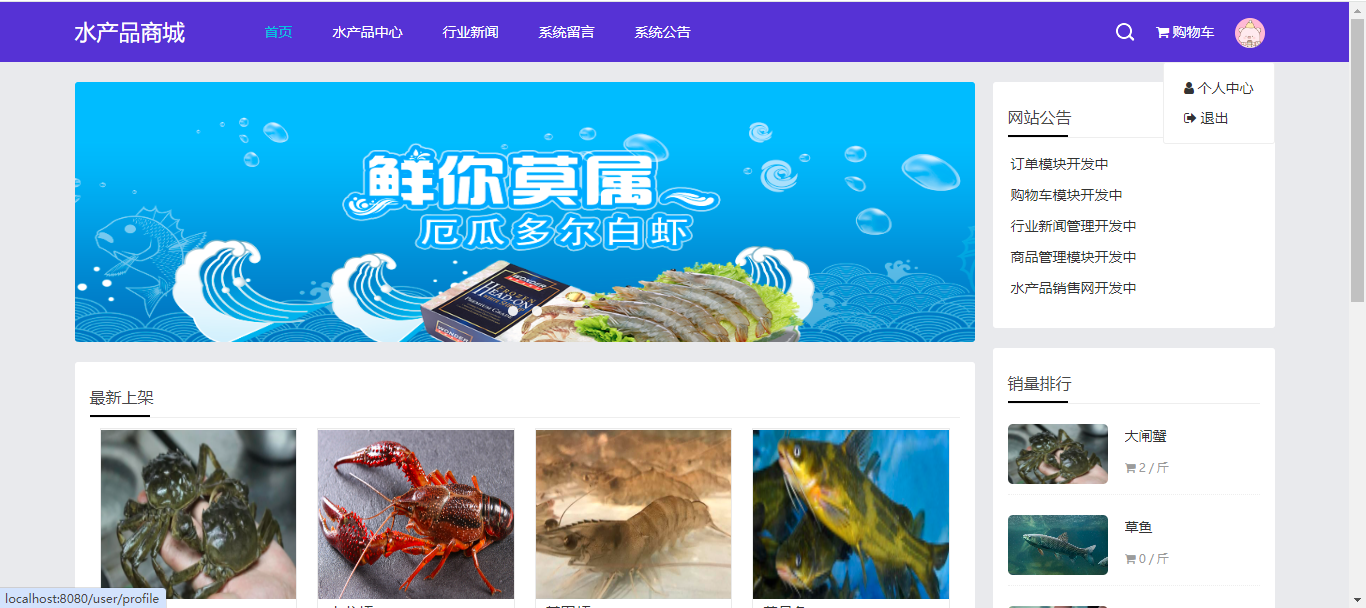 水产品商城
首页 水产品中心 行业新闻 系统留言 系统公告
购物车
个人中心
退出
鲜你莫属
厄瓜多尔白虾
WONDER
FROZEN
HEAD-ON
WONDER
网站公告
订单模块开发中
购物车模块开发中
行业新闻管理开发中
商品管理模块开发中
水产品销售网开发中
最新上架
销量排行
大闸蟹
2 / 斤
草鱼
0 / 斤
localhost:8080/user/profile